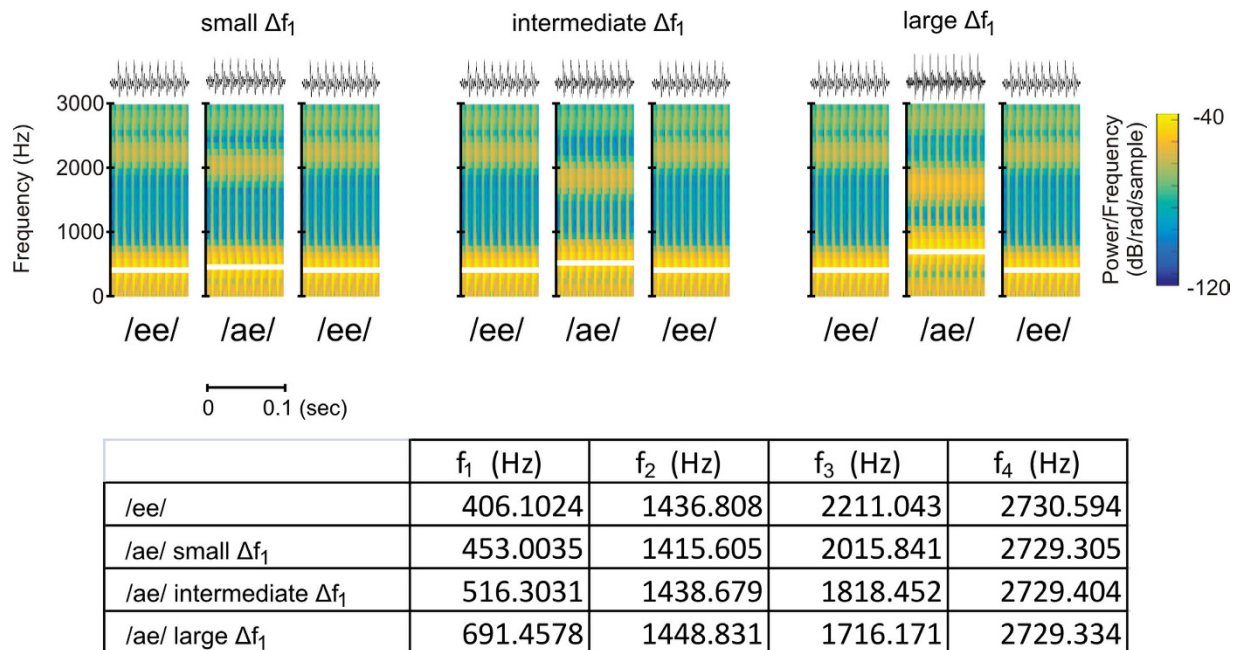 small Δf₁ intermediate Δf₁ large Δf₁
3000
2000
1000
0
Frequency (Hz)
-40
-120
Power/Frequency
(dB/rad/sample)
/ee/ /ae/ /ee/ /ee/ /ae/ /ee/ /ee/ /ae/ /ee/
0 0.1 (sec)
f₁ (Hz) f₂ (Hz) f₃ (Hz) f₄ (Hz)
/ee/ 406.1024 1436.808 2211.043 2730.594
/ae/ small Δf₁ 453.0035 1415.605 2015.841 2729.305
/ae/ intermediate Δf₁ 516.3031 1438.679 1818.452 2729.404
/ae/ large Δf₁ 691.4578 1448.831 1716.171 2729.334